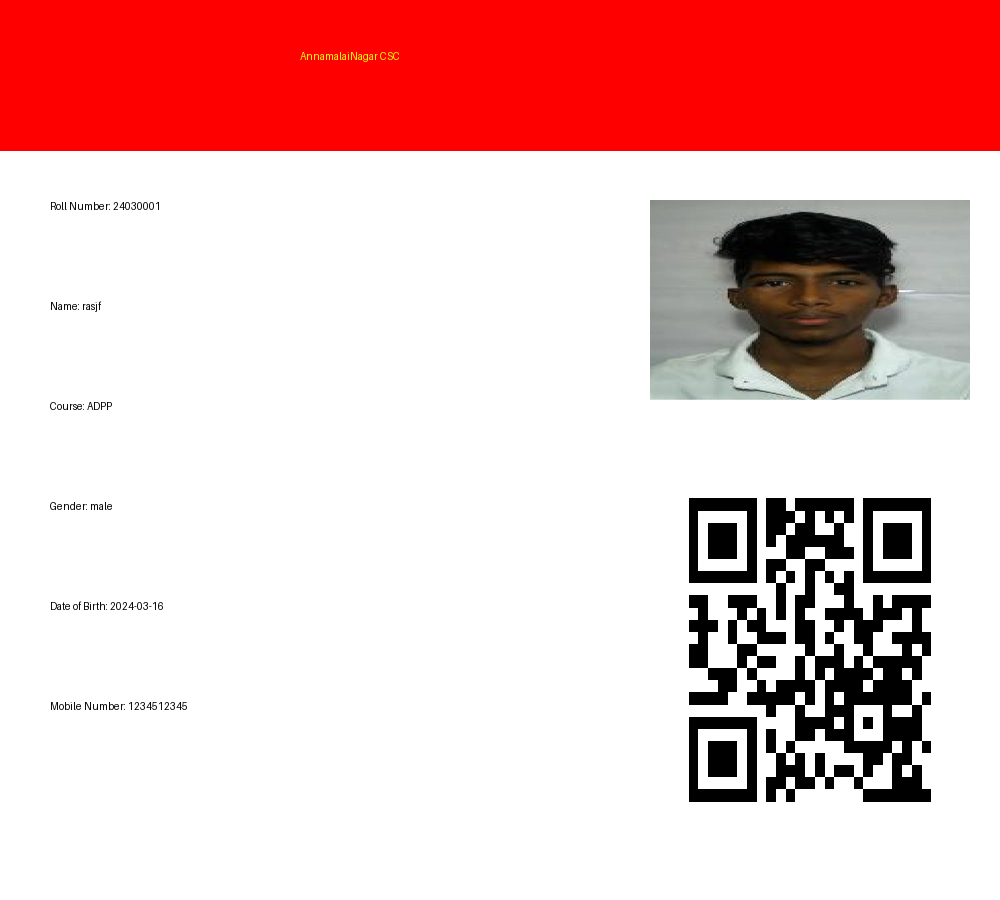 AnnamalaiNagar CSC
Roll Number: 24030001
Name: rasjf
Course: ADPP
Gender: male
Date of Birth: 2024-03-16
Mobile Number: 1234512345